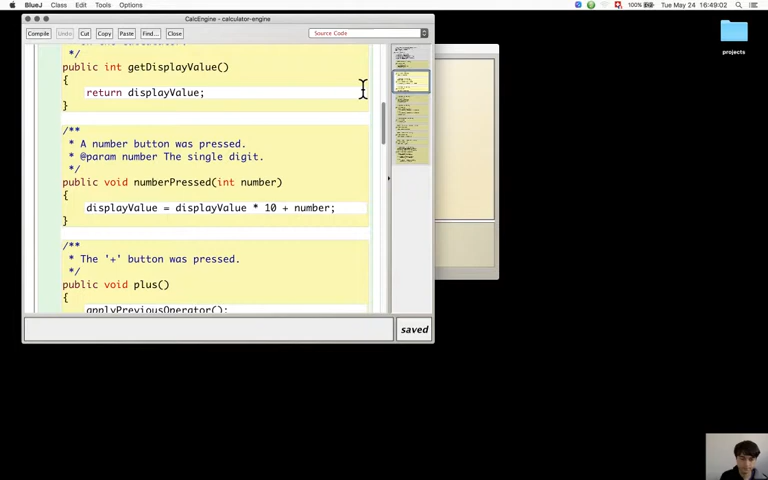 BlueJ Class Edit Tools Options 100% Tue May 24 16:49:02
CalcEngine - calculator-engine
Compile Undo Cut Copy Paste Find... Close Source Code
*/
public int getDisplayValue()
{
return displayValue;
}
/**
* A number button was pressed.
* @param number The single digit.
*/
public void numberPressed(int number)
{
displayValue = displayValue * 10 + number;
}
/**
* The '+' button was pressed.
*/
public void plus()
{
applyPreviousOperator();
saved
projects